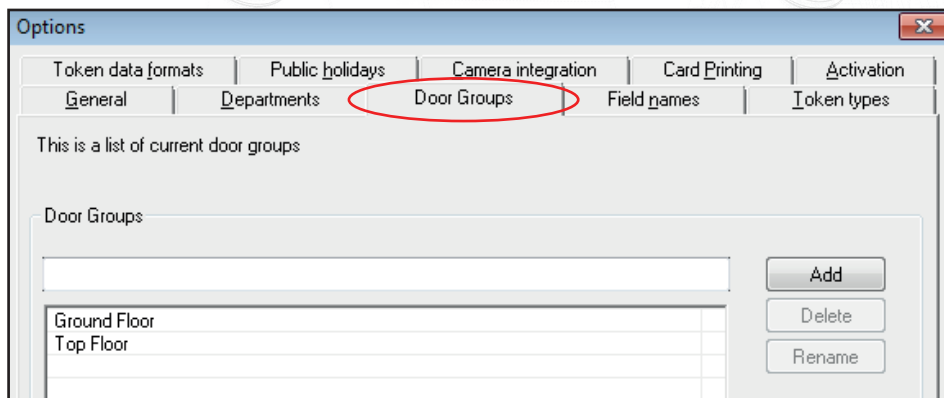 Options
Token data formats Public holidays Camera integration Card Printing Activation
General Departments Door Groups Field names Token types
This is a list of current door groups
Door Groups
Add
Ground Floor
Delete
Top Floor
Rename